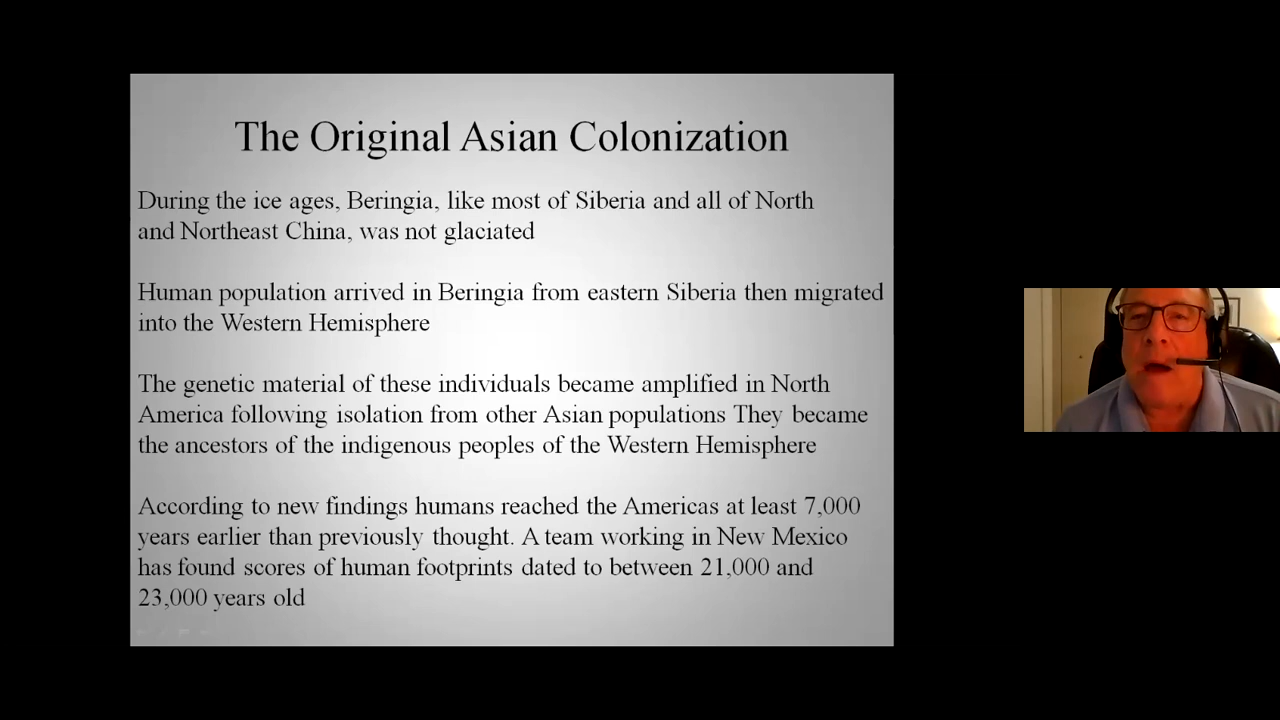 The Original Asian Colonization
During the ice ages, Beringia, like most of Siberia and all of North
and Northeast China, was not glaciated
Human population arrived in Beringia from eastern Siberia then migrated
into the Western Hemisphere
The genetic material of these individuals became amplified in North
America following isolation from other Asian populations They became
the ancestors of the indigenous peoples of the Western Hemisphere
According to new findings humans reached the Americas at least 7,000
years earlier than previously thought. A team working in New Mexico
has found scores of human footprints dated to between 21,000 and
23,000 years old